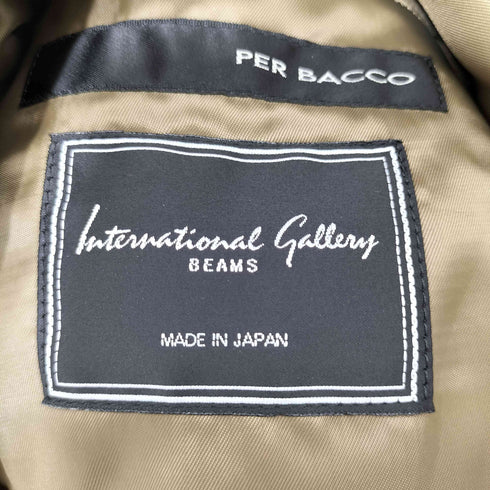 PER BACCO
International Gallery
BEAMS
MADE IN JAPAN